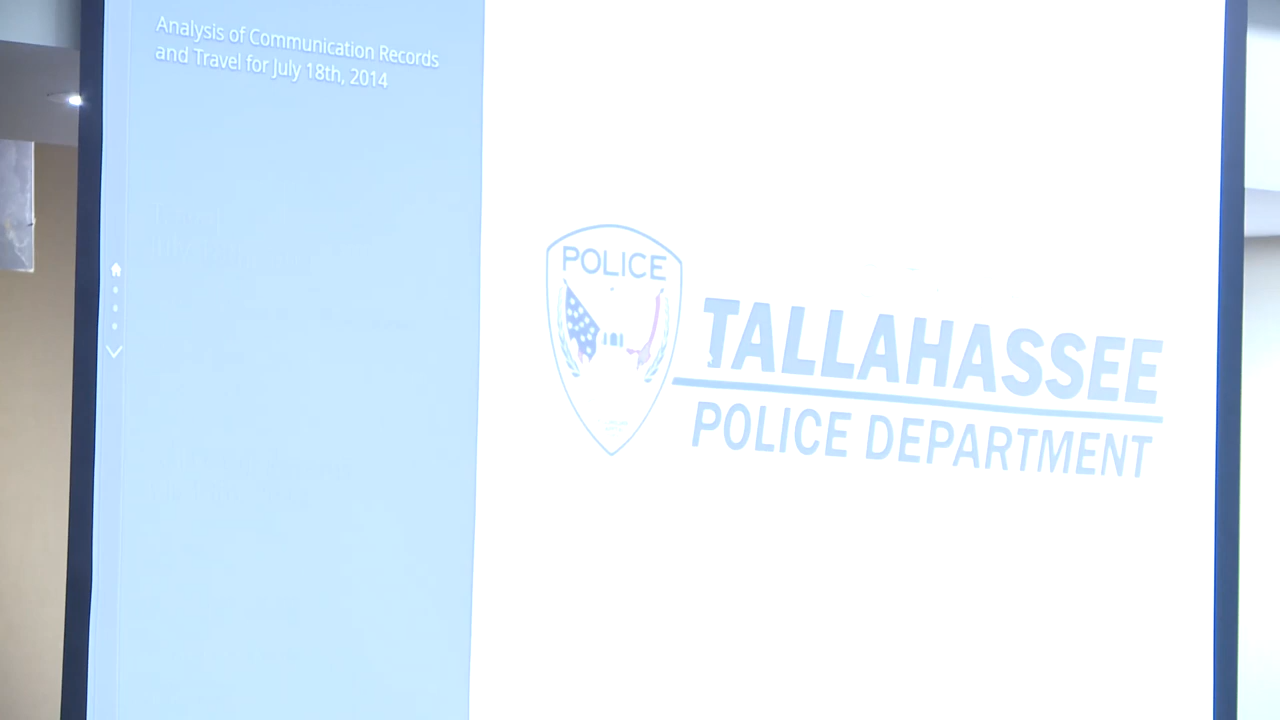 Analysis of Communication Records
and Travel for July 18th, 2014
POLICE
TALLAHASSEE
POLICE DEPARTMENT